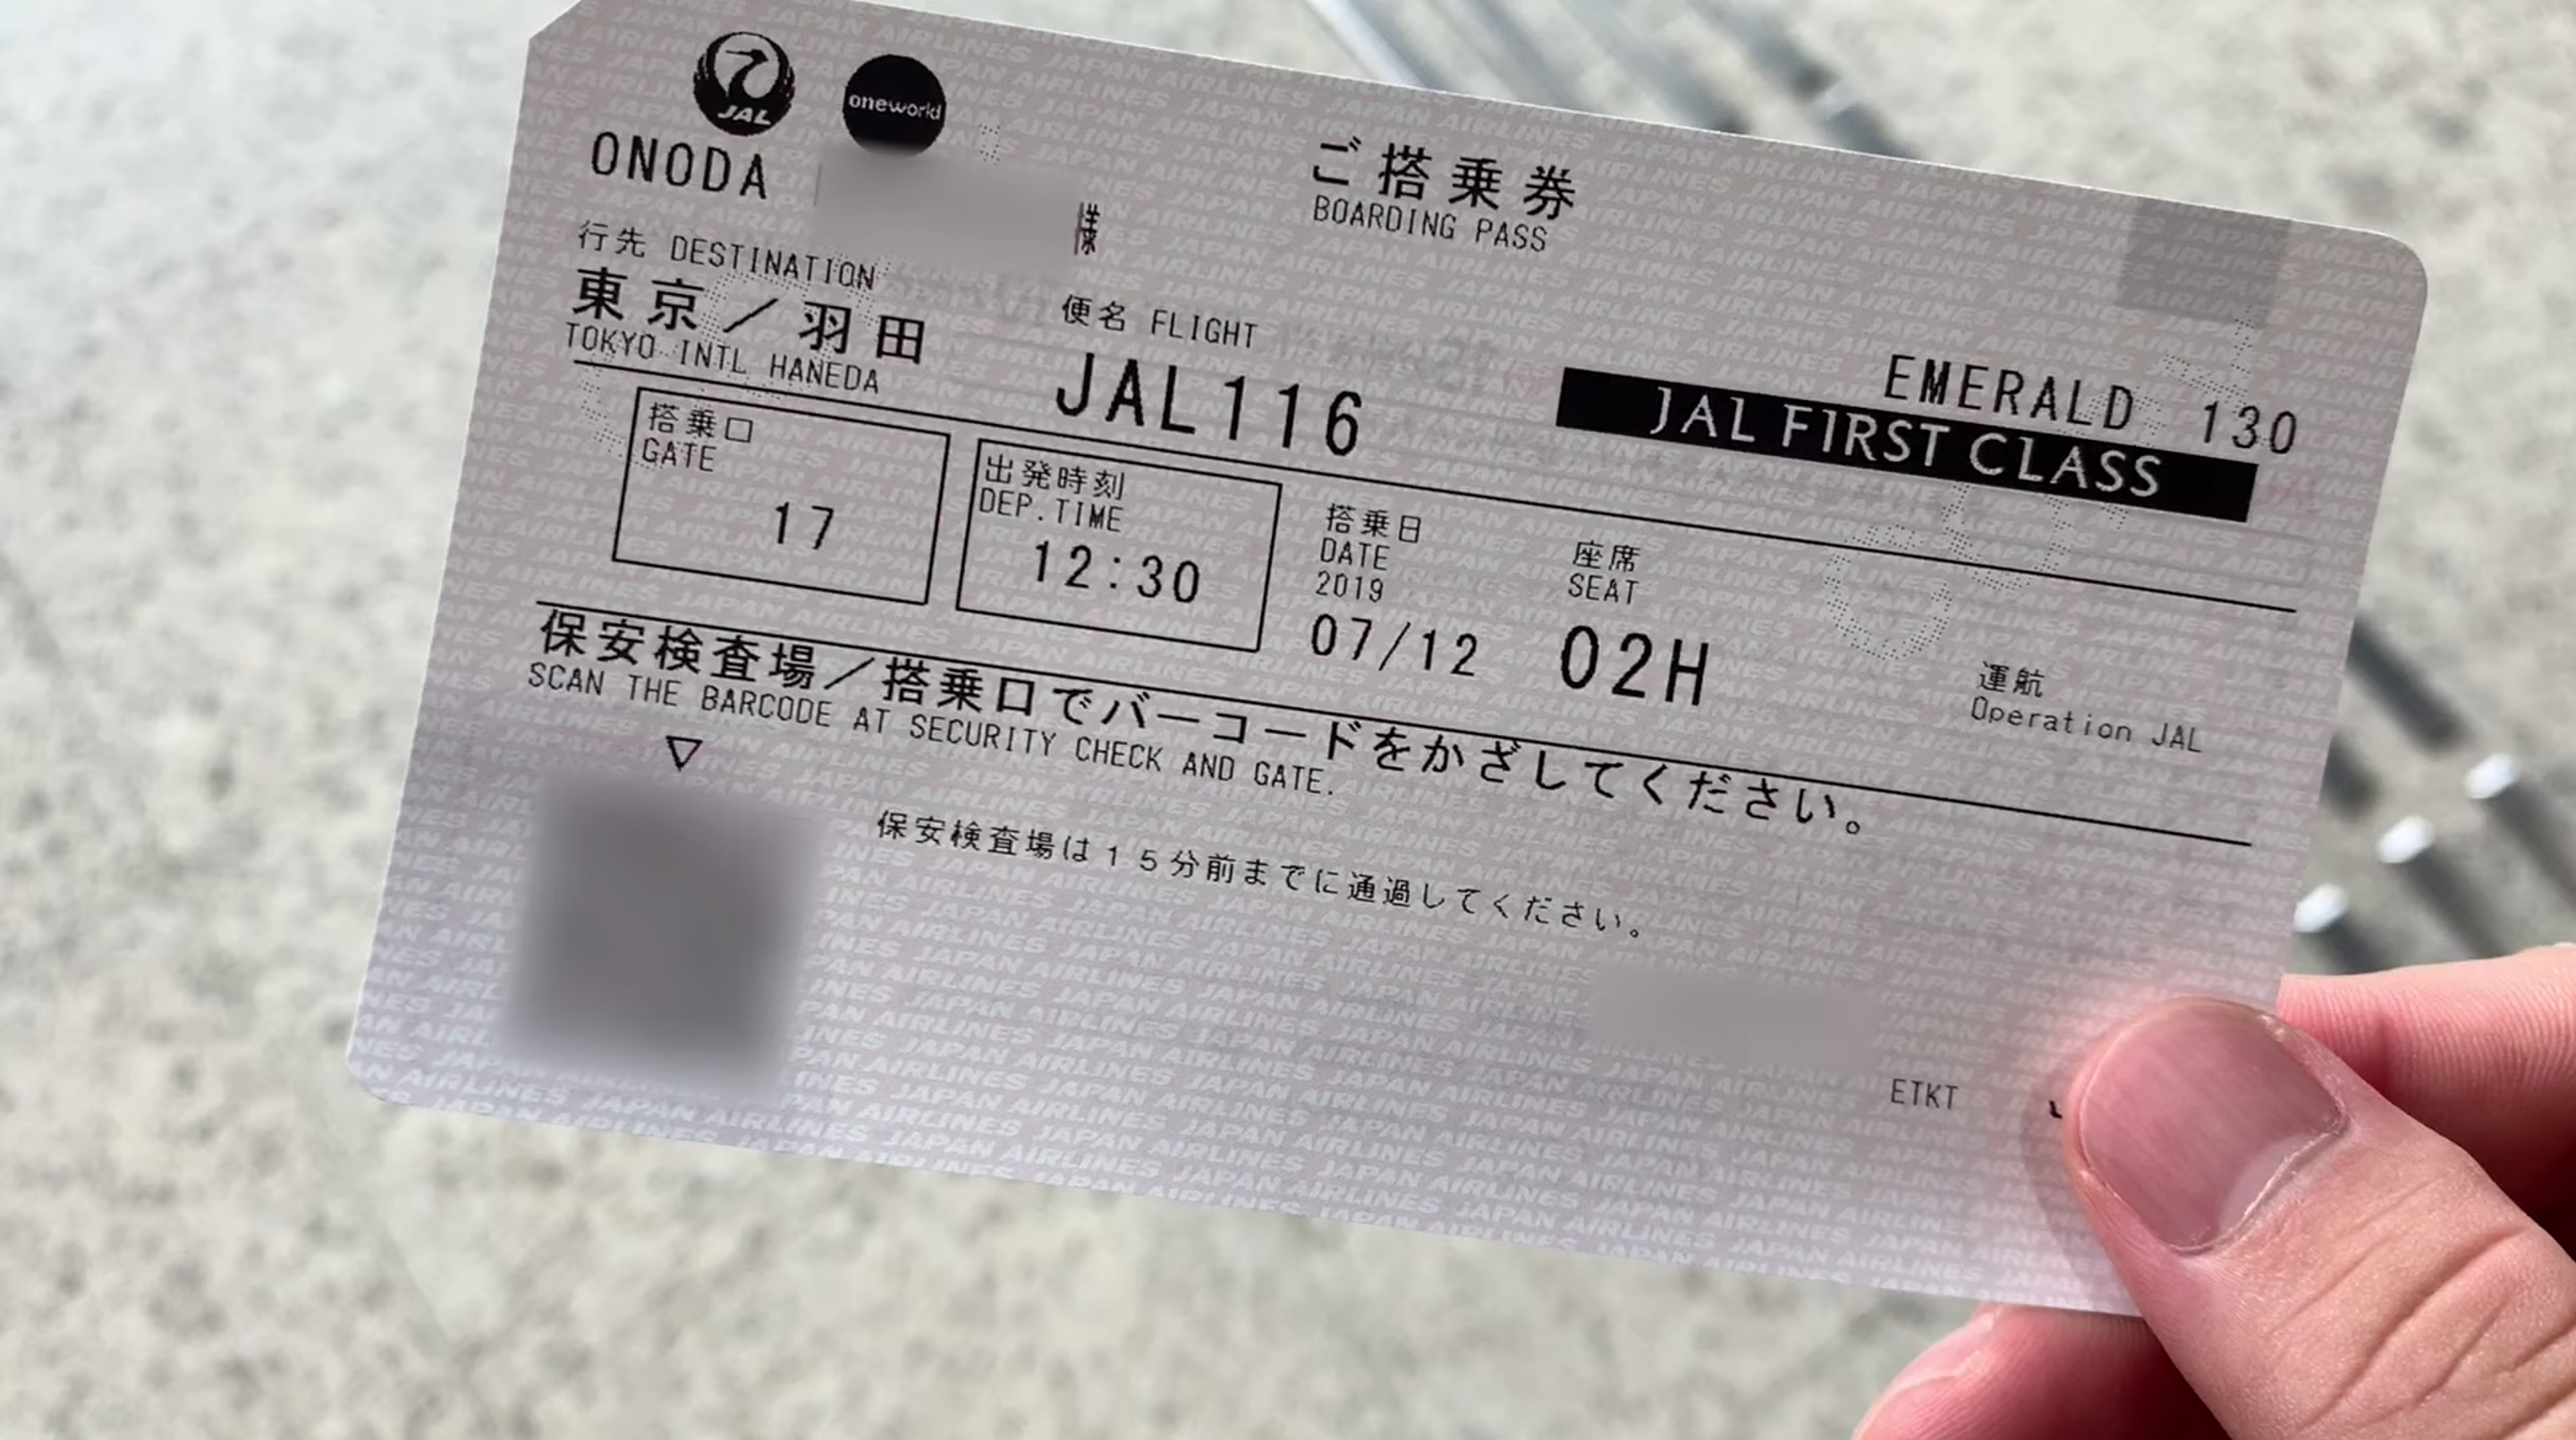 JAL
oneworld
ONODA
様
ご搭乗券
BOARDING PASS
行先 DESTINATION
東京／羽田
TOKYO INTL HANEDA
便名 FLIGHT
JAL116
EMERALD 130
JAL FIRST CLASS
搭乗口
GATE
17
出発時刻
DEP.TIME
12:30
搭乗日
DATE
2019
07/12
座席
SEAT
02H
運航
Operation JAL
保安検査場／搭乗口でバーコードをかざしてください。
SCAN THE BARCODE AT SECURITY CHECK AND GATE.
保安検査場は１５分前までに通過してください。
ETKT
JAPAN AIRLINES